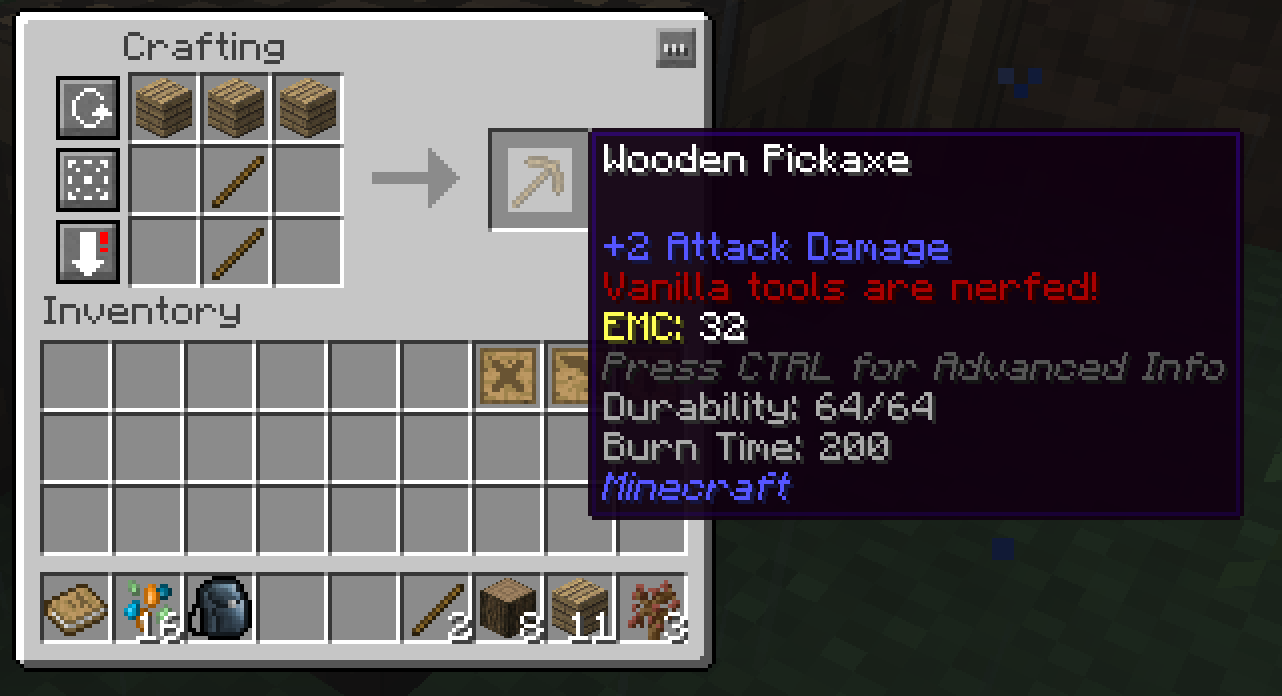 Crafting
Wooden Pickaxe
+2 Attack Damage
Vanilla tools are nerfed!
EMC: 32
Press CTRL for Advanced Info
Durability: 64/64
Burn Time: 200
Minecraft
Inventory
16
2
8
11
3